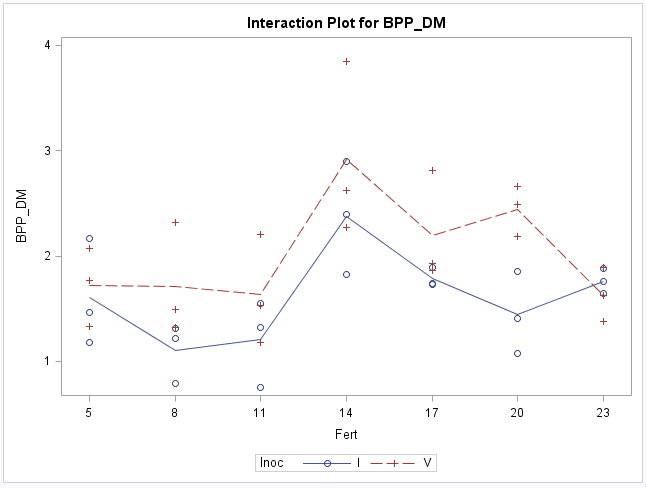 Interaction Plot for BPP_DM
4
3
2
1
BPP_DM
5 8 11 14 17 20 23
Fert
Inoc I V